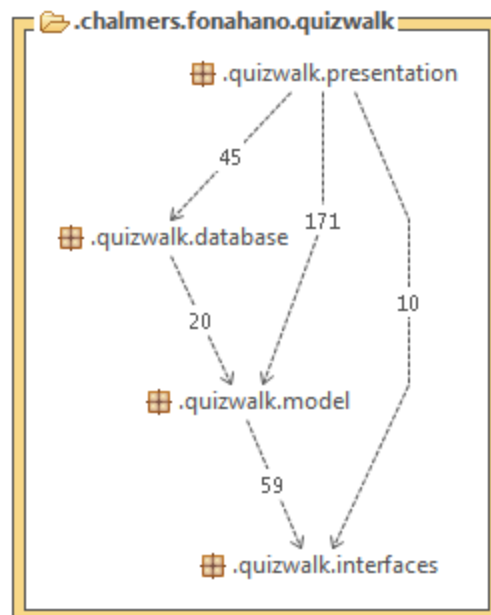 .chalmers.fonahano.quizwalk
.quizwalk.presentation
45
.quizwalk.database
171
20
10
.quizwalk.model
59
.quizwalk.interfaces